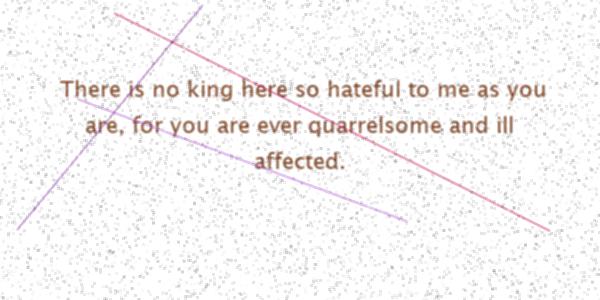 There is no king here so hateful to me as you
are, for you are ever quarrelsome and ill
affected.